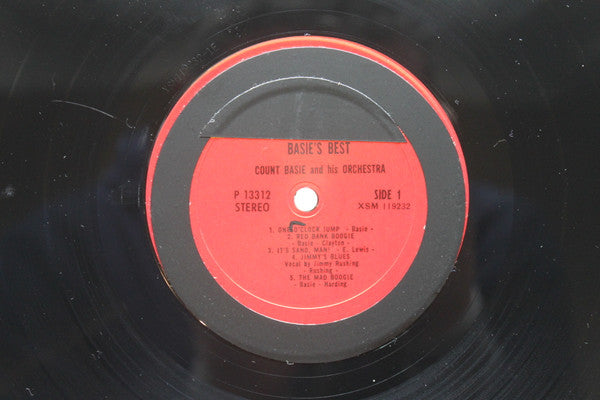 BASIE'S BEST
COUNT BASIE and his ORCHESTRA
P 13312 SIDE 1
STEREO XSM 119232
1. ONE O'CLOCK JUMP - Basie -
2. RED BANK BOOGIE
- Basie - Clayton -
3. IT'S SAND, MAN! - E. Lewis -
4. JIMMY'S BLUES
Vocal by Jimmy Rushing
- Rushing -
5. THE MAD BOOGIE
- Basie - Harding